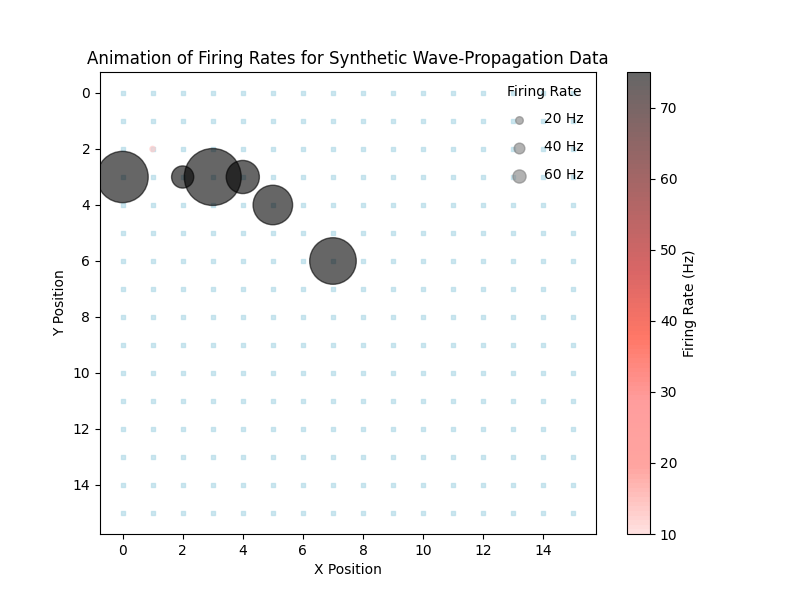 Animation of Firing Rates for Synthetic Wave-Propagation Data
Firing Rate
20 Hz
40 Hz
60 Hz
0
2
4
6
8
10
12
14
Y Position
0 2 4 6 8 10 12 14
X Position
70
60
50
40
30
20
10
Firing Rate (Hz)